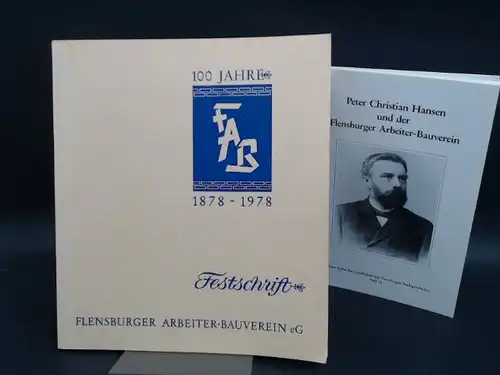 100 JAHRE
FAB
1878 - 1978
Festschrift
FLENSBURGER ARBEITER-BAUVEREIN eG
Peter Christian Hansen
und der
Flensburger Arbeiter-Bauverein